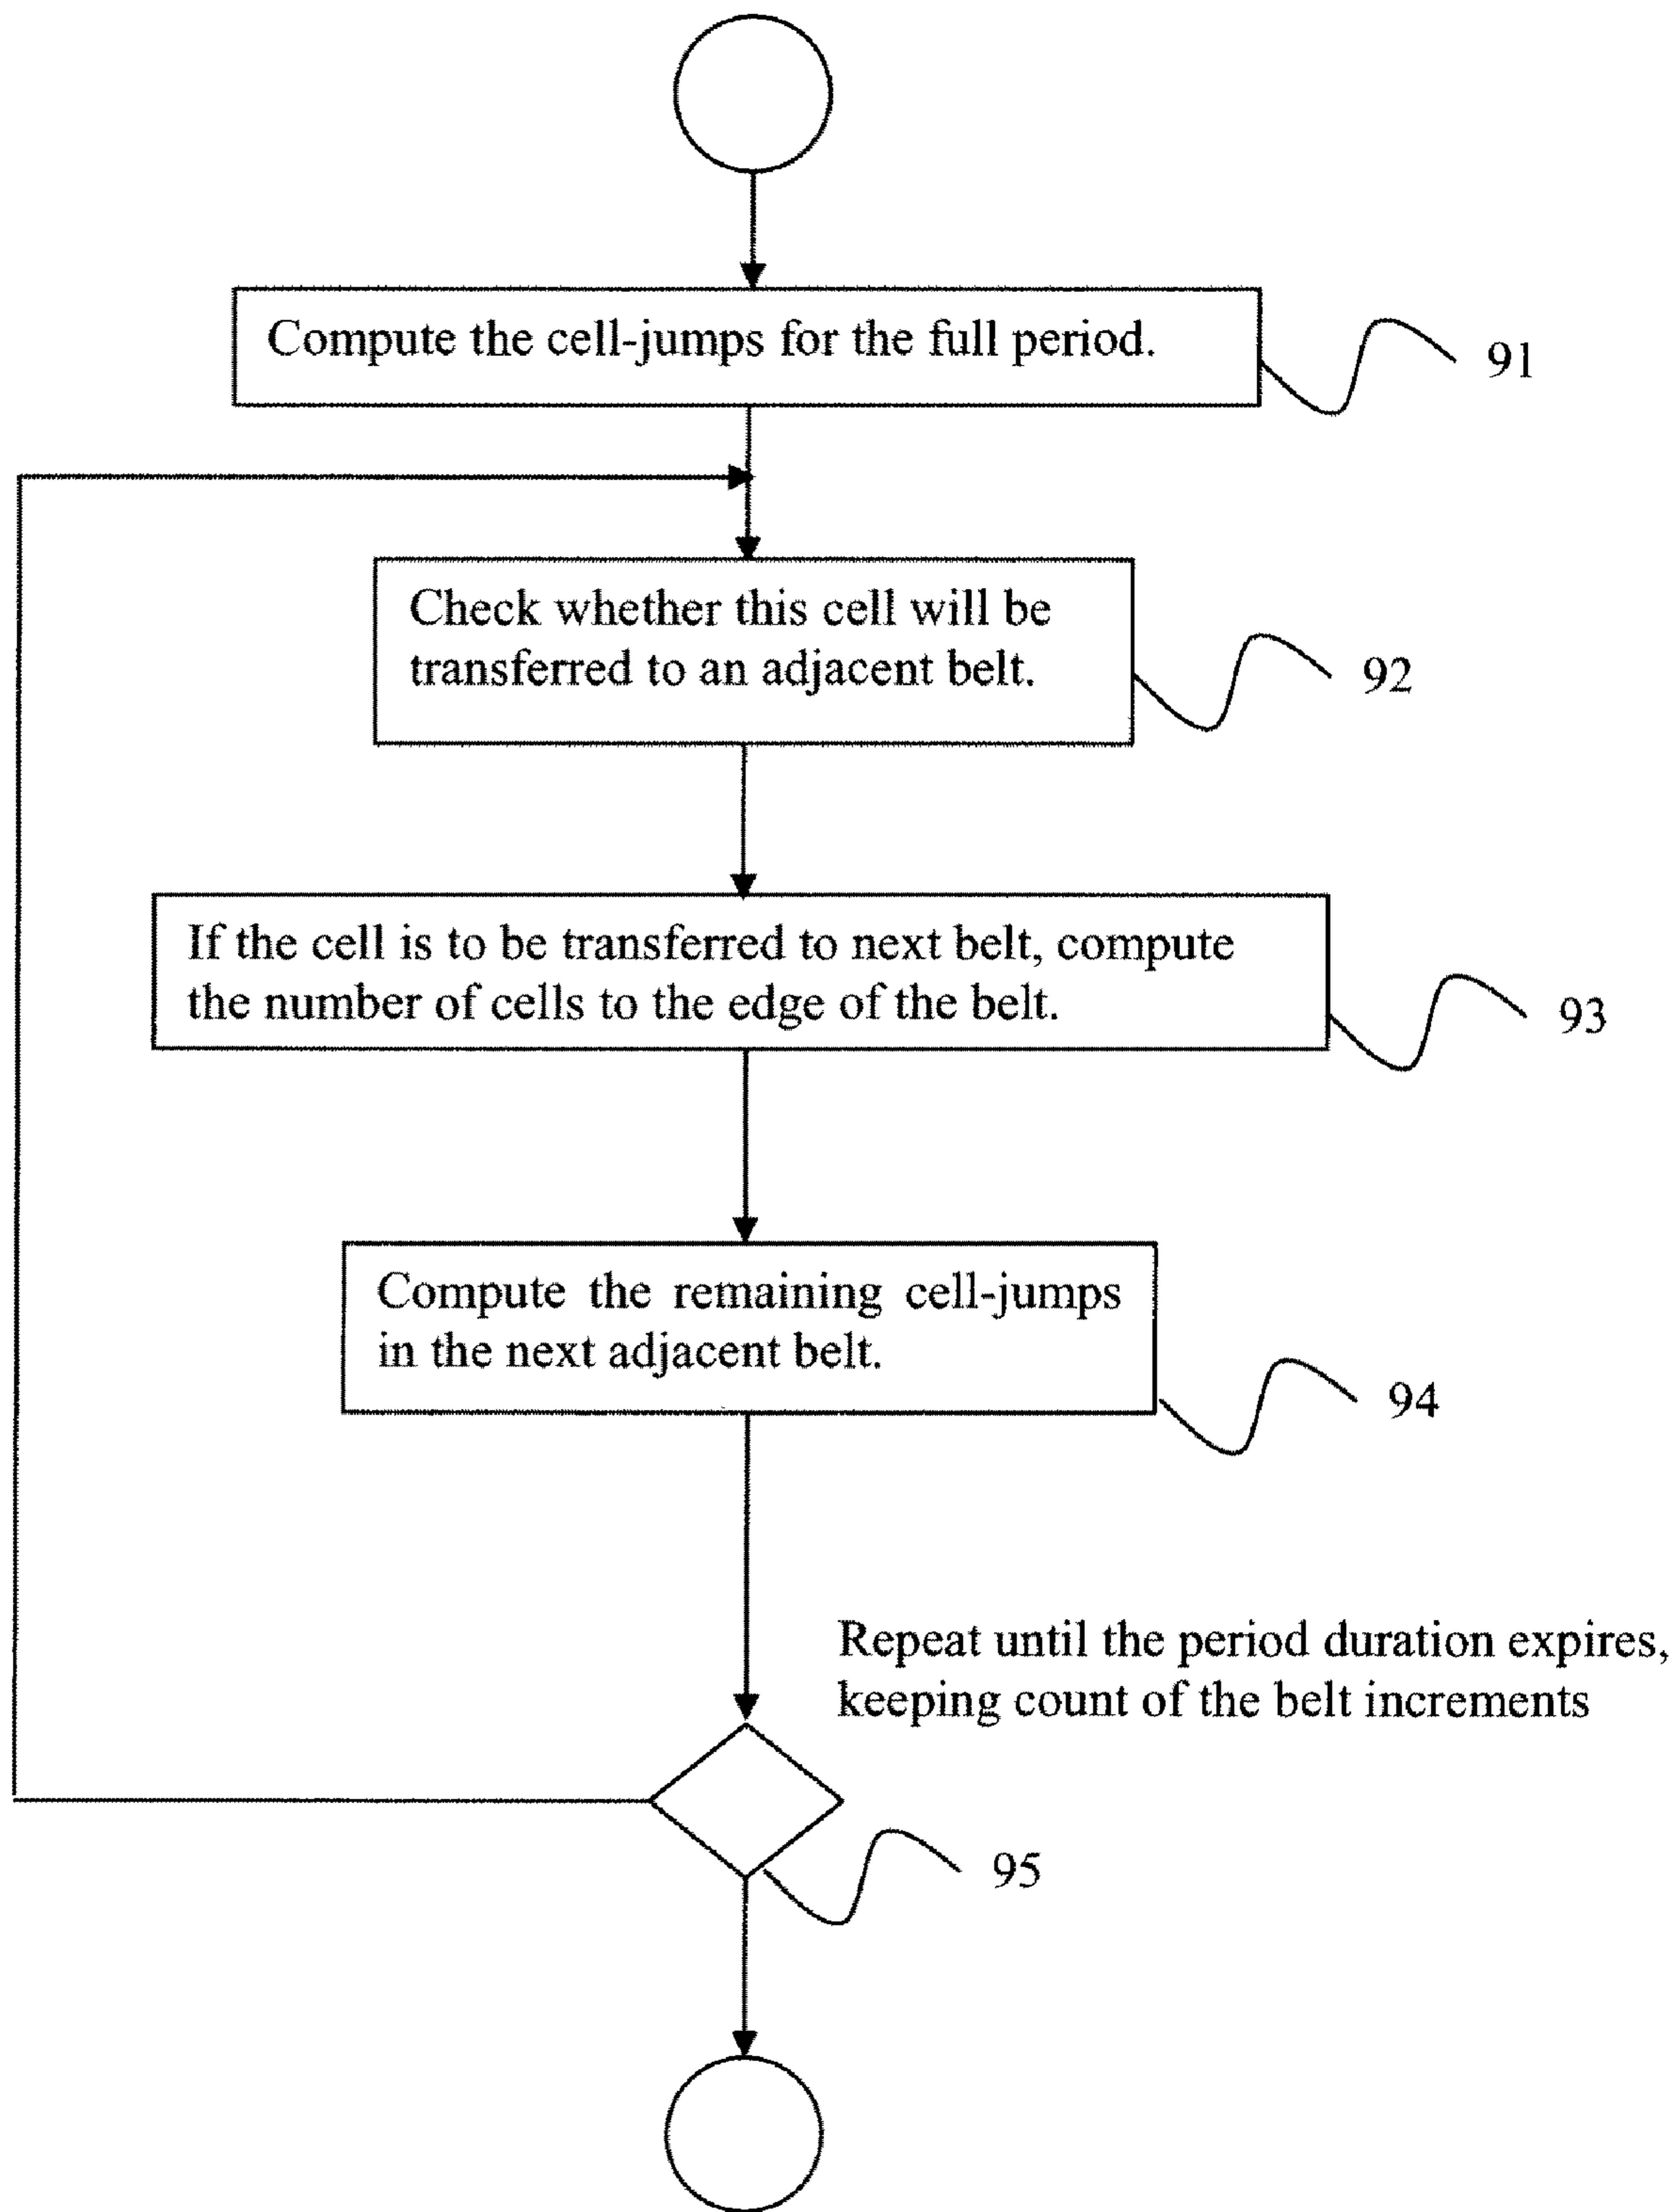 Compute the cell-jumps for the full period.
91
Check whether this cell will be
transferred to an adjacent belt.
92
If the cell is to be transferred to next belt, compute
the number of cells to the edge of the belt.
93
Compute the remaining cell-jumps
in the next adjacent belt.
94
Repeat until the period duration expires,
keeping count of the belt increments
95